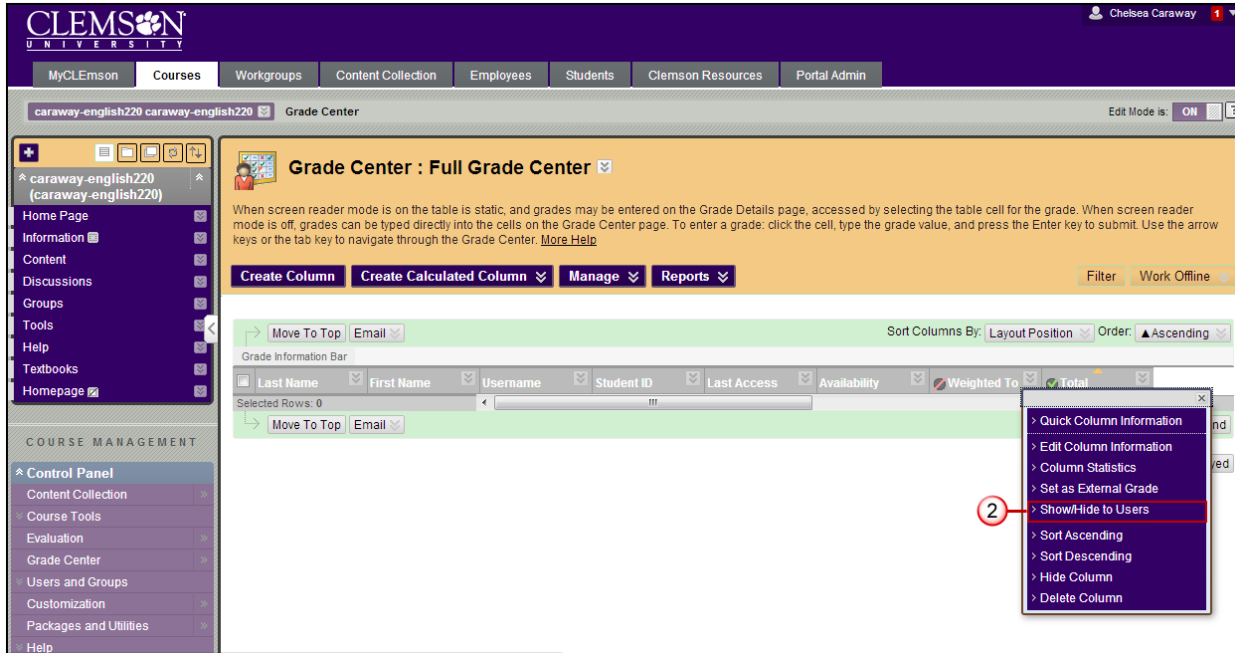 CLEMSON
UNIVERSITY
Chelsea Caraway 1
MyCLEmson Courses Workgroups Content Collection Employees Students Clemson Resources Portal Admin
caraway-english220 caraway-english220 Grade Center Edit Mode is: ON ?
caraway-english220
(caraway-english220)
Home Page
Information
Content
Discussions
Groups
Tools
Help
Textbooks
Homepage
COURSE MANAGEMENT
Control Panel
Content Collection
Course Tools
Evaluation
Grade Center
Users and Groups
Customization
Packages and Utilities
Help
Grade Center : Full Grade Center
When screen reader mode is on the table is static, and grades may be entered on the Grade Details page, accessed by selecting the table cell for the grade. When screen reader
mode is off, grades can be typed directly into the cells on the Grade Center page. To enter a grade: click the cell, type the grade value, and press the Enter key to submit. Use the arrow
keys or the tab key to navigate through the Grade Center. More Help
Create Column Create Calculated Column Manage Reports Filter Work Offline
Move To Top Email Sort Columns By: Layout Position Order: ▲Ascending
Grade Information Bar
Last Name First Name Username Student ID Last Access Availability Weighted To Total
Selected Rows: 0
Move To Top Email nd
yed
> Quick Column Information
> Edit Column Information
> Column Statistics
> Set as External Grade
2 > Show/Hide to Users
> Sort Ascending
> Sort Descending
> Hide Column
> Delete Column